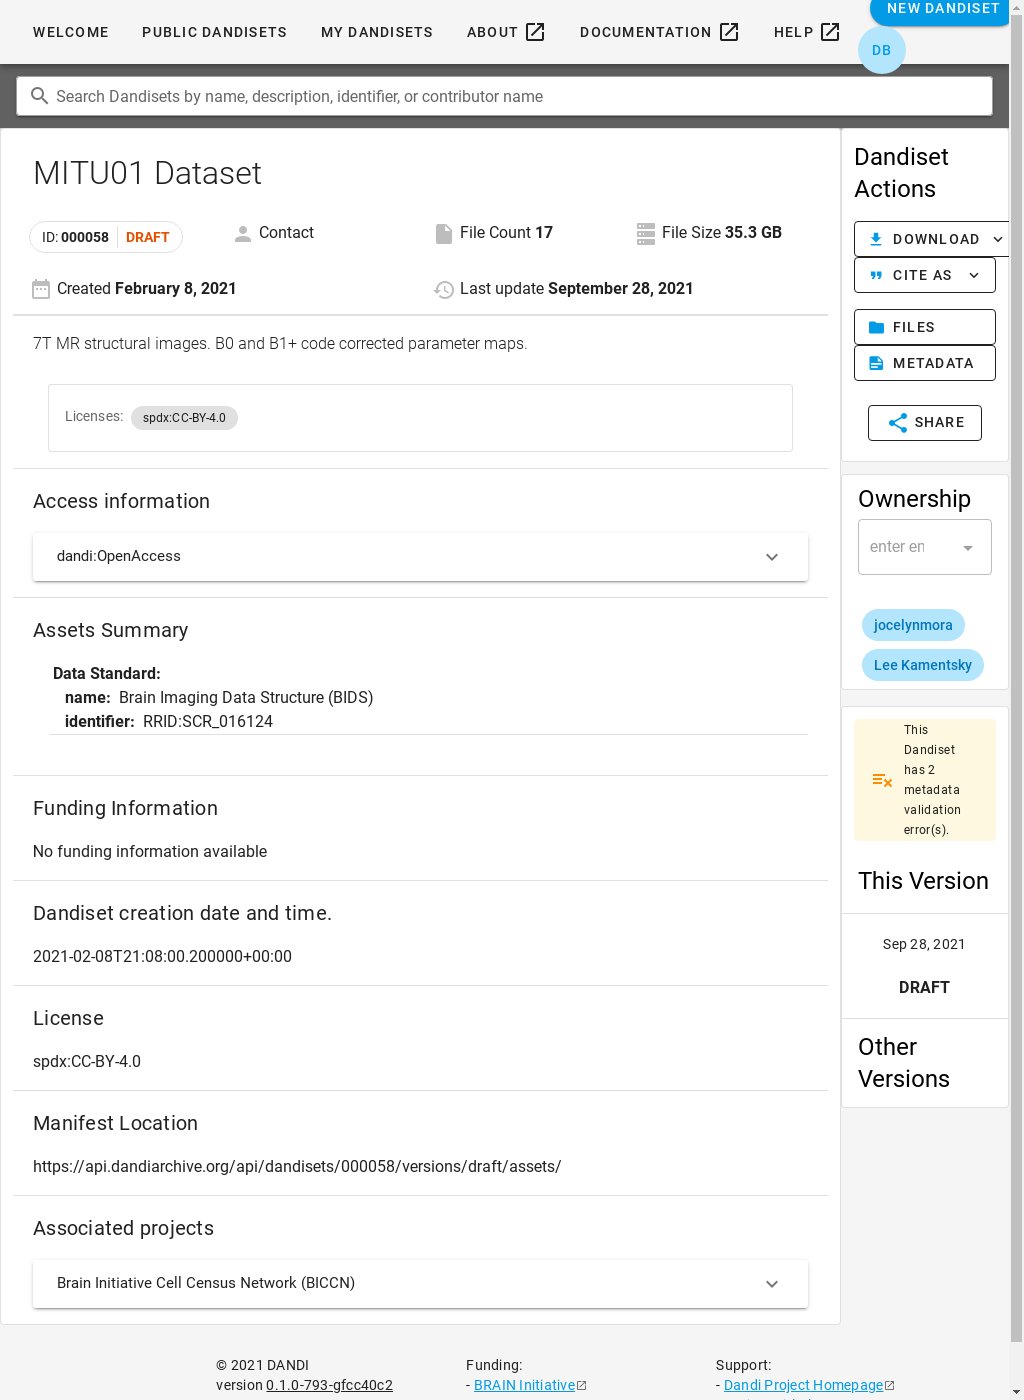 WELCOME PUBLIC DANDISETS MY DANDISETS ABOUT DOCUMENTATION HELP NEW DANDISET
DB
Search Dandisets by name, description, identifier, or contributor name
MITU01 Dataset
ID: 000058 DRAFT Contact File Count 17 File Size 35.3 GB
Created February 8, 2021 Last update September 28, 2021
7T MR structural images. B0 and B1+ code corrected parameter maps.
Licenses: spdx:CC-BY-4.0
Access information
dandi:OpenAccess
Assets Summary
Data Standard:
name: Brain Imaging Data Structure (BIDS)
identifier: RRID:SCR_016124
Funding Information
No funding information available
Dandiset creation date and time.
2021-02-08T21:08:00.200000+00:00
License
spdx:CC-BY-4.0
Manifest Location
https://api.dandiarchive.org/api/dandisets/000058/versions/draft/assets/
Associated projects
Brain Initiative Cell Census Network (BICCN)
Dandiset
Actions
DOWNLOAD
CITE AS
FILES
METADATA
SHARE
Ownership
enter
jocelynmora
Lee Kamentsky
This
Dandiset
has 2
metadata
validation
error(s).
This Version
Sep 28, 2021
DRAFT
Other
Versions
© 2021 DANDI
version 0.1.0-793-gfcc40c2
Funding:
- BRAIN Initiative
Support:
- Dandi Project Homepage